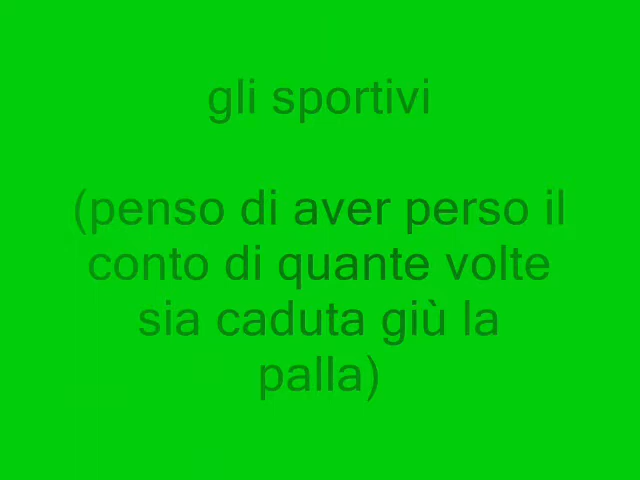 gli sportivi
(penso di aver perso il
conto di quante volte
sia caduta giù la
palla)